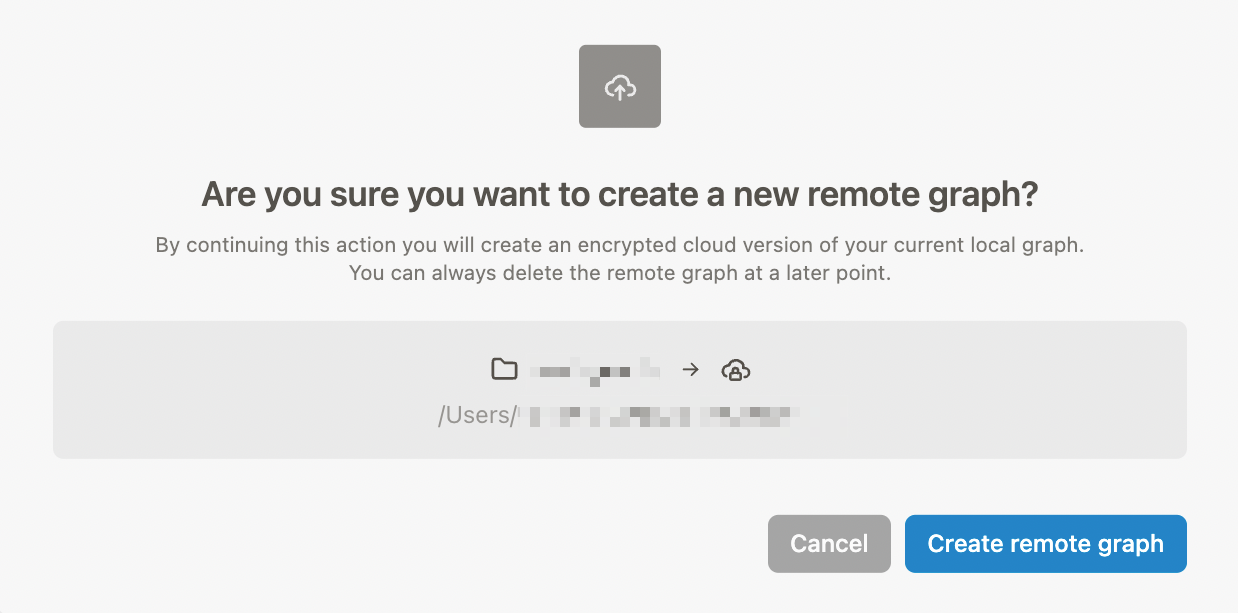 Are you sure you want to create a new remote graph?
By continuing this action you will create an encrypted cloud version of your current local graph.
You can always delete the remote graph at a later point.
/Users/
Cancel
Create remote graph